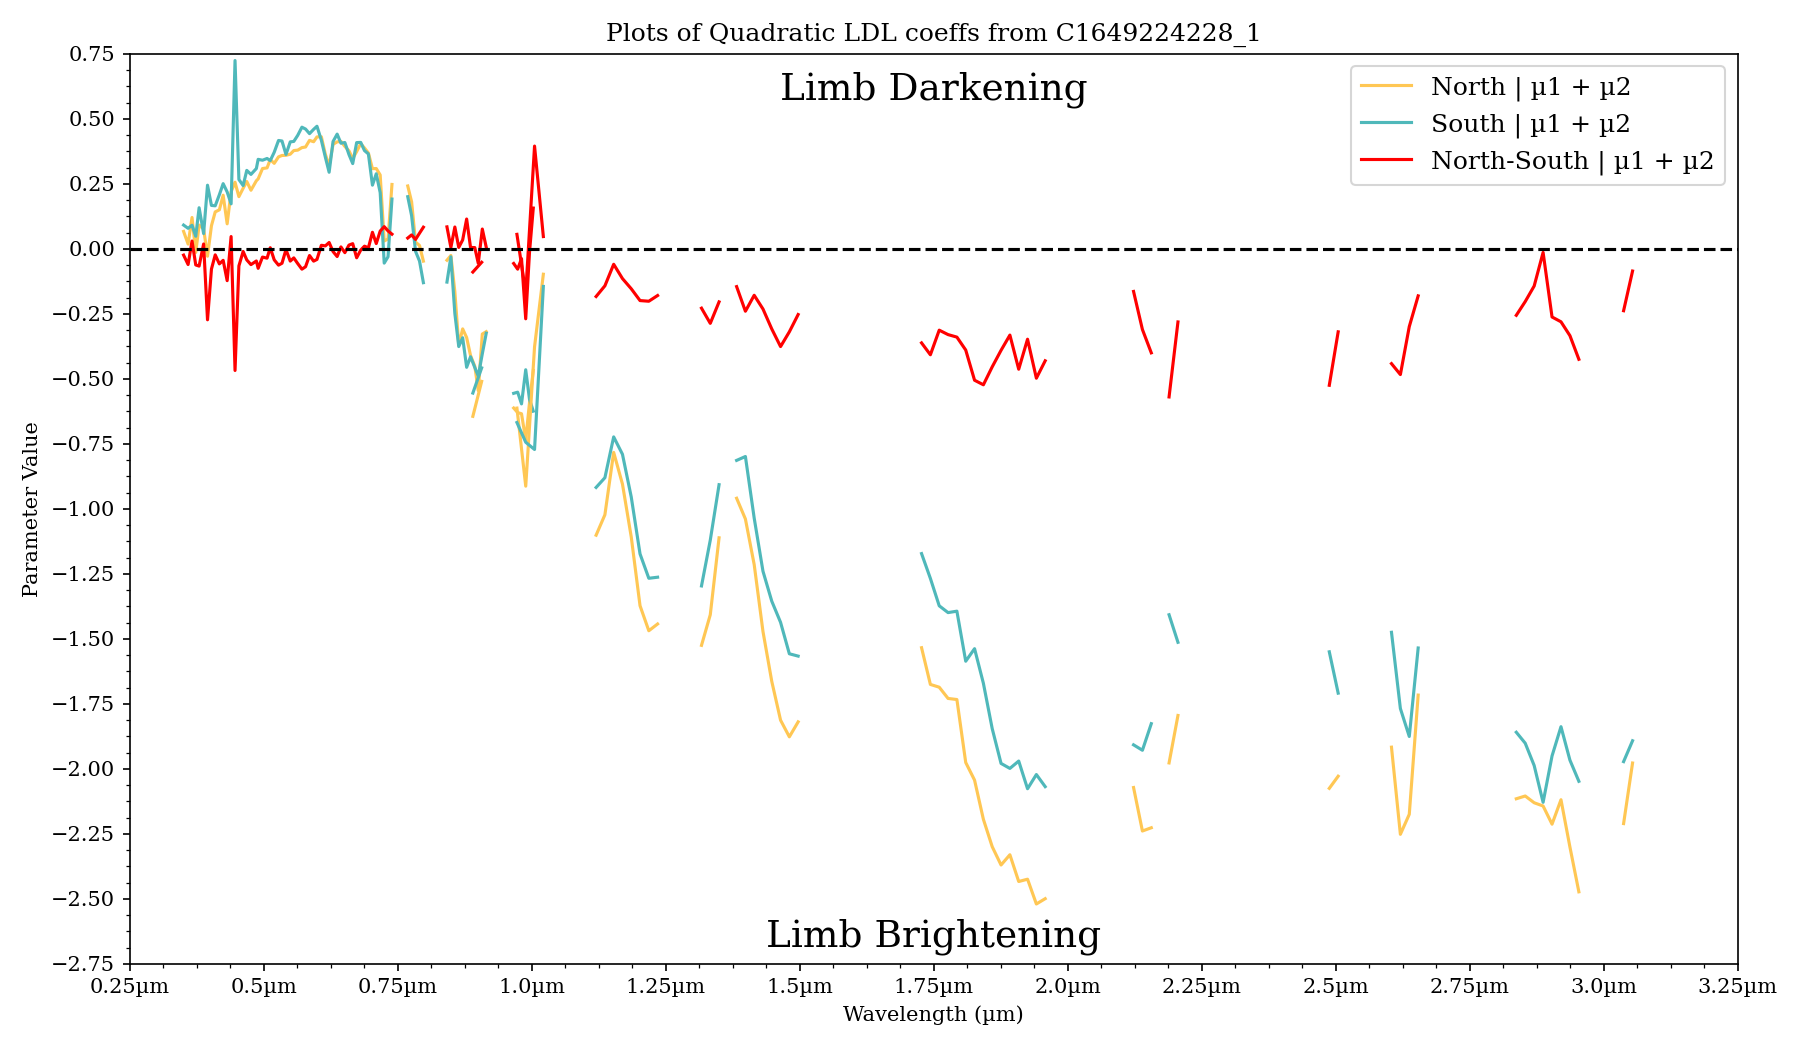 Plots of Quadratic LDL coeffs from C1649224228_1
Limb Darkening
North | µ1 + µ2
South | µ1 + µ2
North-South | µ1 + µ2
Parameter Value
0.75
0.50
0.25
0.00
−0.25
−0.50
−0.75
−1.00
−1.25
−1.50
−1.75
−2.00
−2.25
−2.50
−2.75
Limb Brightening
0.25µm 0.5µm 0.75µm 1.0µm 1.25µm 1.5µm 1.75µm 2.0µm 2.25µm 2.5µm 2.75µm 3.0µm 3.25µm
Wavelength (µm)